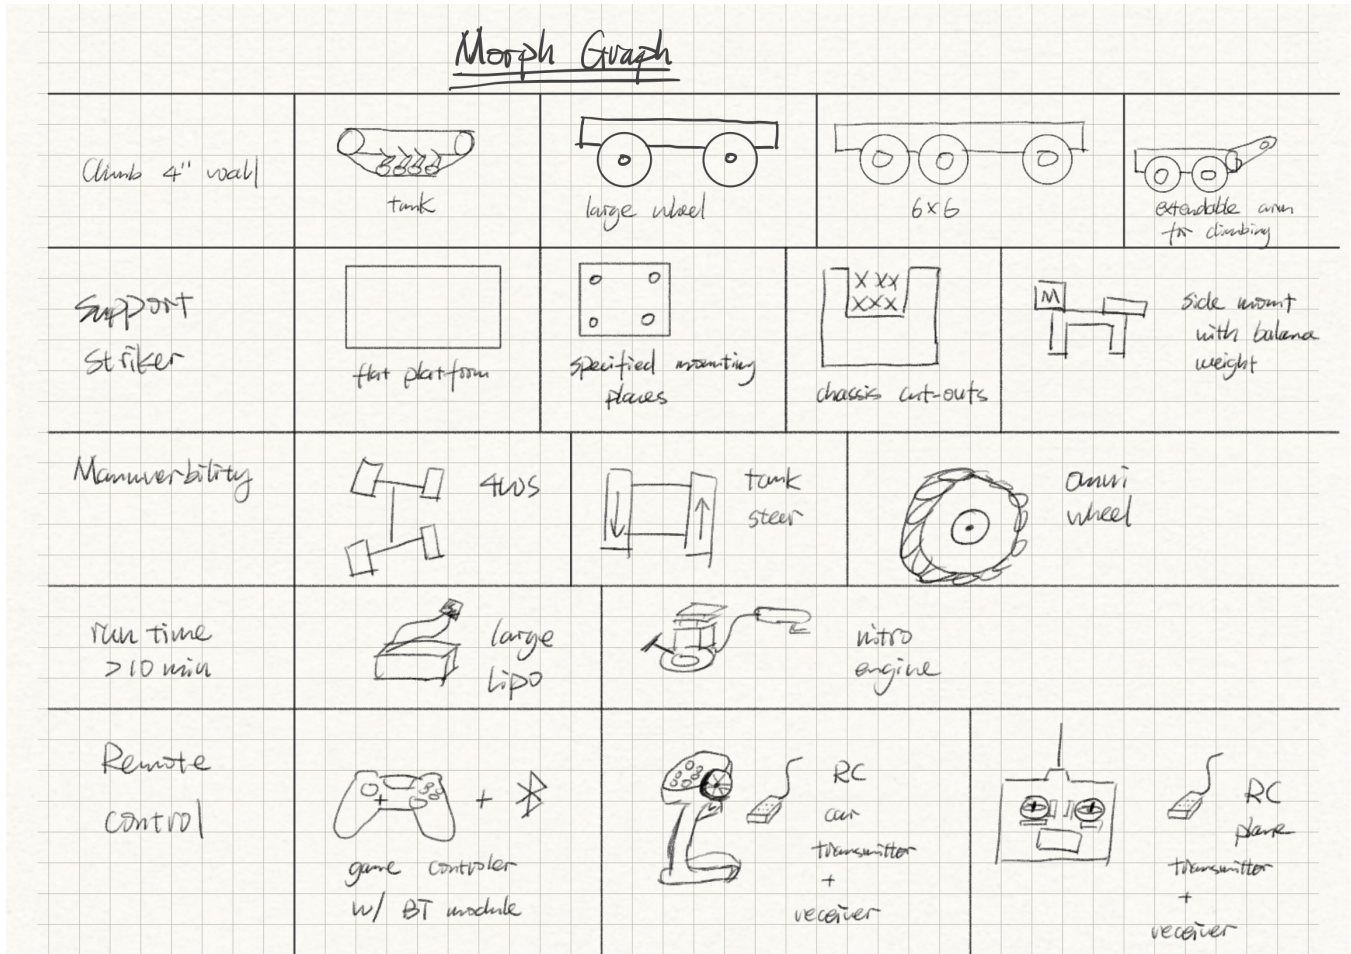 Morph Graph
Climb 4" wall
tank
large wheel
6×6
extendable arm
for climbing
Support
Striker
flat platform
specified mounting
places
X X X
X X X
chassis cut-outs
M
side mount
with balance
weight
Manuverbility
4WS
tank
steer
omni
wheel
run time
>10 min
large
Lipo
nitro
engine
Remote
control
+
game controler
w/ BT module
RC
car
transmitter
+
receiver
RC
plane
transmitter
+
receiver